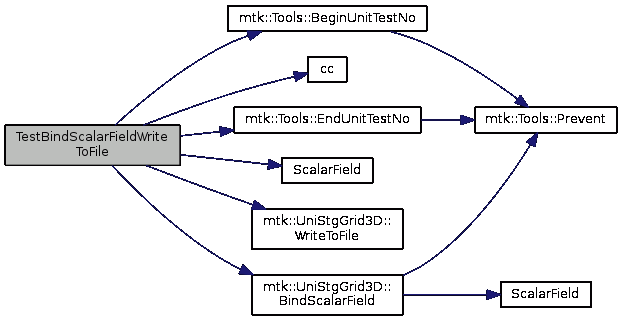 mtk::Tools::BeginUnitTestNo
cc
TestBindScalarFieldWrite
ToFile
mtk::Tools::EndUnitTestNo
mtk::Tools::Prevent
ScalarField
mtk::UniStgGrid3D::
WriteToFile
mtk::UniStgGrid3D::
BindScalarField
ScalarField